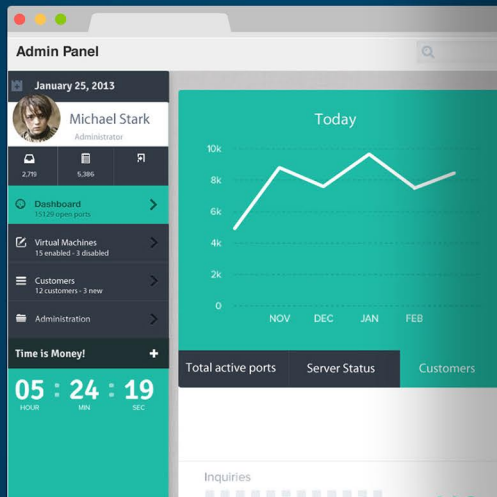 Admin Panel
January 25, 2013
Michael Stark
Administrator
2,719
5,386
Dashboard
15129 open ports
Virtual Machines
15 enabled - 3 disabled
Customers
12 customers - 3 new
Administration
Time is Money!
05 : 24 : 19
HOUR MIN SEC
Today
10k
8k
6k
4k
2k
0
NOV DEC JAN FEB
Total active ports Server Status Customers
Inquiries